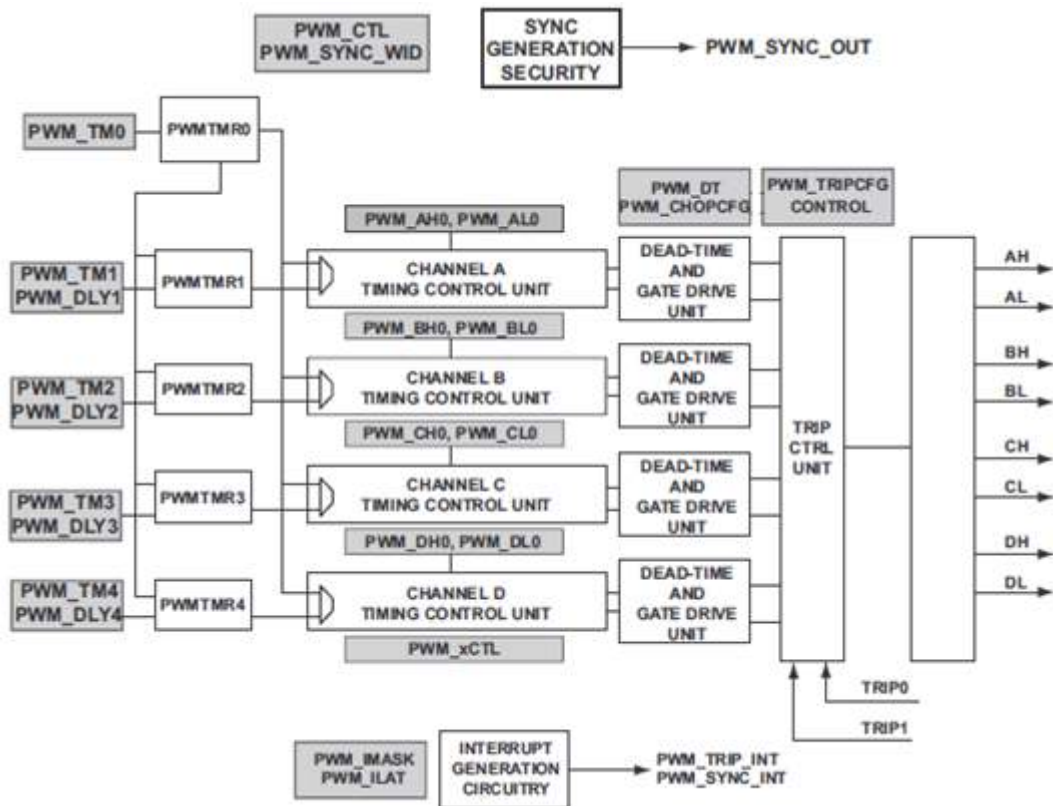 PWM_CTL
PWM_SYNC_WID
SYNC
GENERATION
SECURITY
PWM_SYNC_OUT
PWM_TM0
PWMTMR0
PWM_DT
PWM_CHOPCFG
PWM_TRIPCFG
CONTROL
PWM_AH0, PWM_AL0
PWM_TM1
PWM_DLY1
PWMTMR1
CHANNEL A
TIMING CONTROL UNIT
DEAD-TIME
AND
GATE DRIVE
UNIT
AH
AL
PWM_BH0, PWM_BL0
PWM_TM2
PWM_DLY2
PWMTMR2
CHANNEL B
TIMING CONTROL UNIT
DEAD-TIME
AND
GATE DRIVE
UNIT
BH
BL
TRIP
CTRL
UNIT
PWM_CH0, PWM_CL0
PWM_TM3
PWM_DLY3
PWMTMR3
CHANNEL C
TIMING CONTROL UNIT
DEAD-TIME
AND
GATE DRIVE
UNIT
CH
CL
PWM_DH0, PWM_DL0
PWM_TM4
PWM_DLY4
PWMTMR4
CHANNEL D
TIMING CONTROL UNIT
DEAD-TIME
AND
GATE DRIVE
UNIT
DH
DL
PWM_xCTL
TRIP0
TRIP1
PWM_IMASK
PWM_ILAT
INTERRUPT
GENERATION
CIRCUITRY
PWM_TRIP_INT
PWM_SYNC_INT